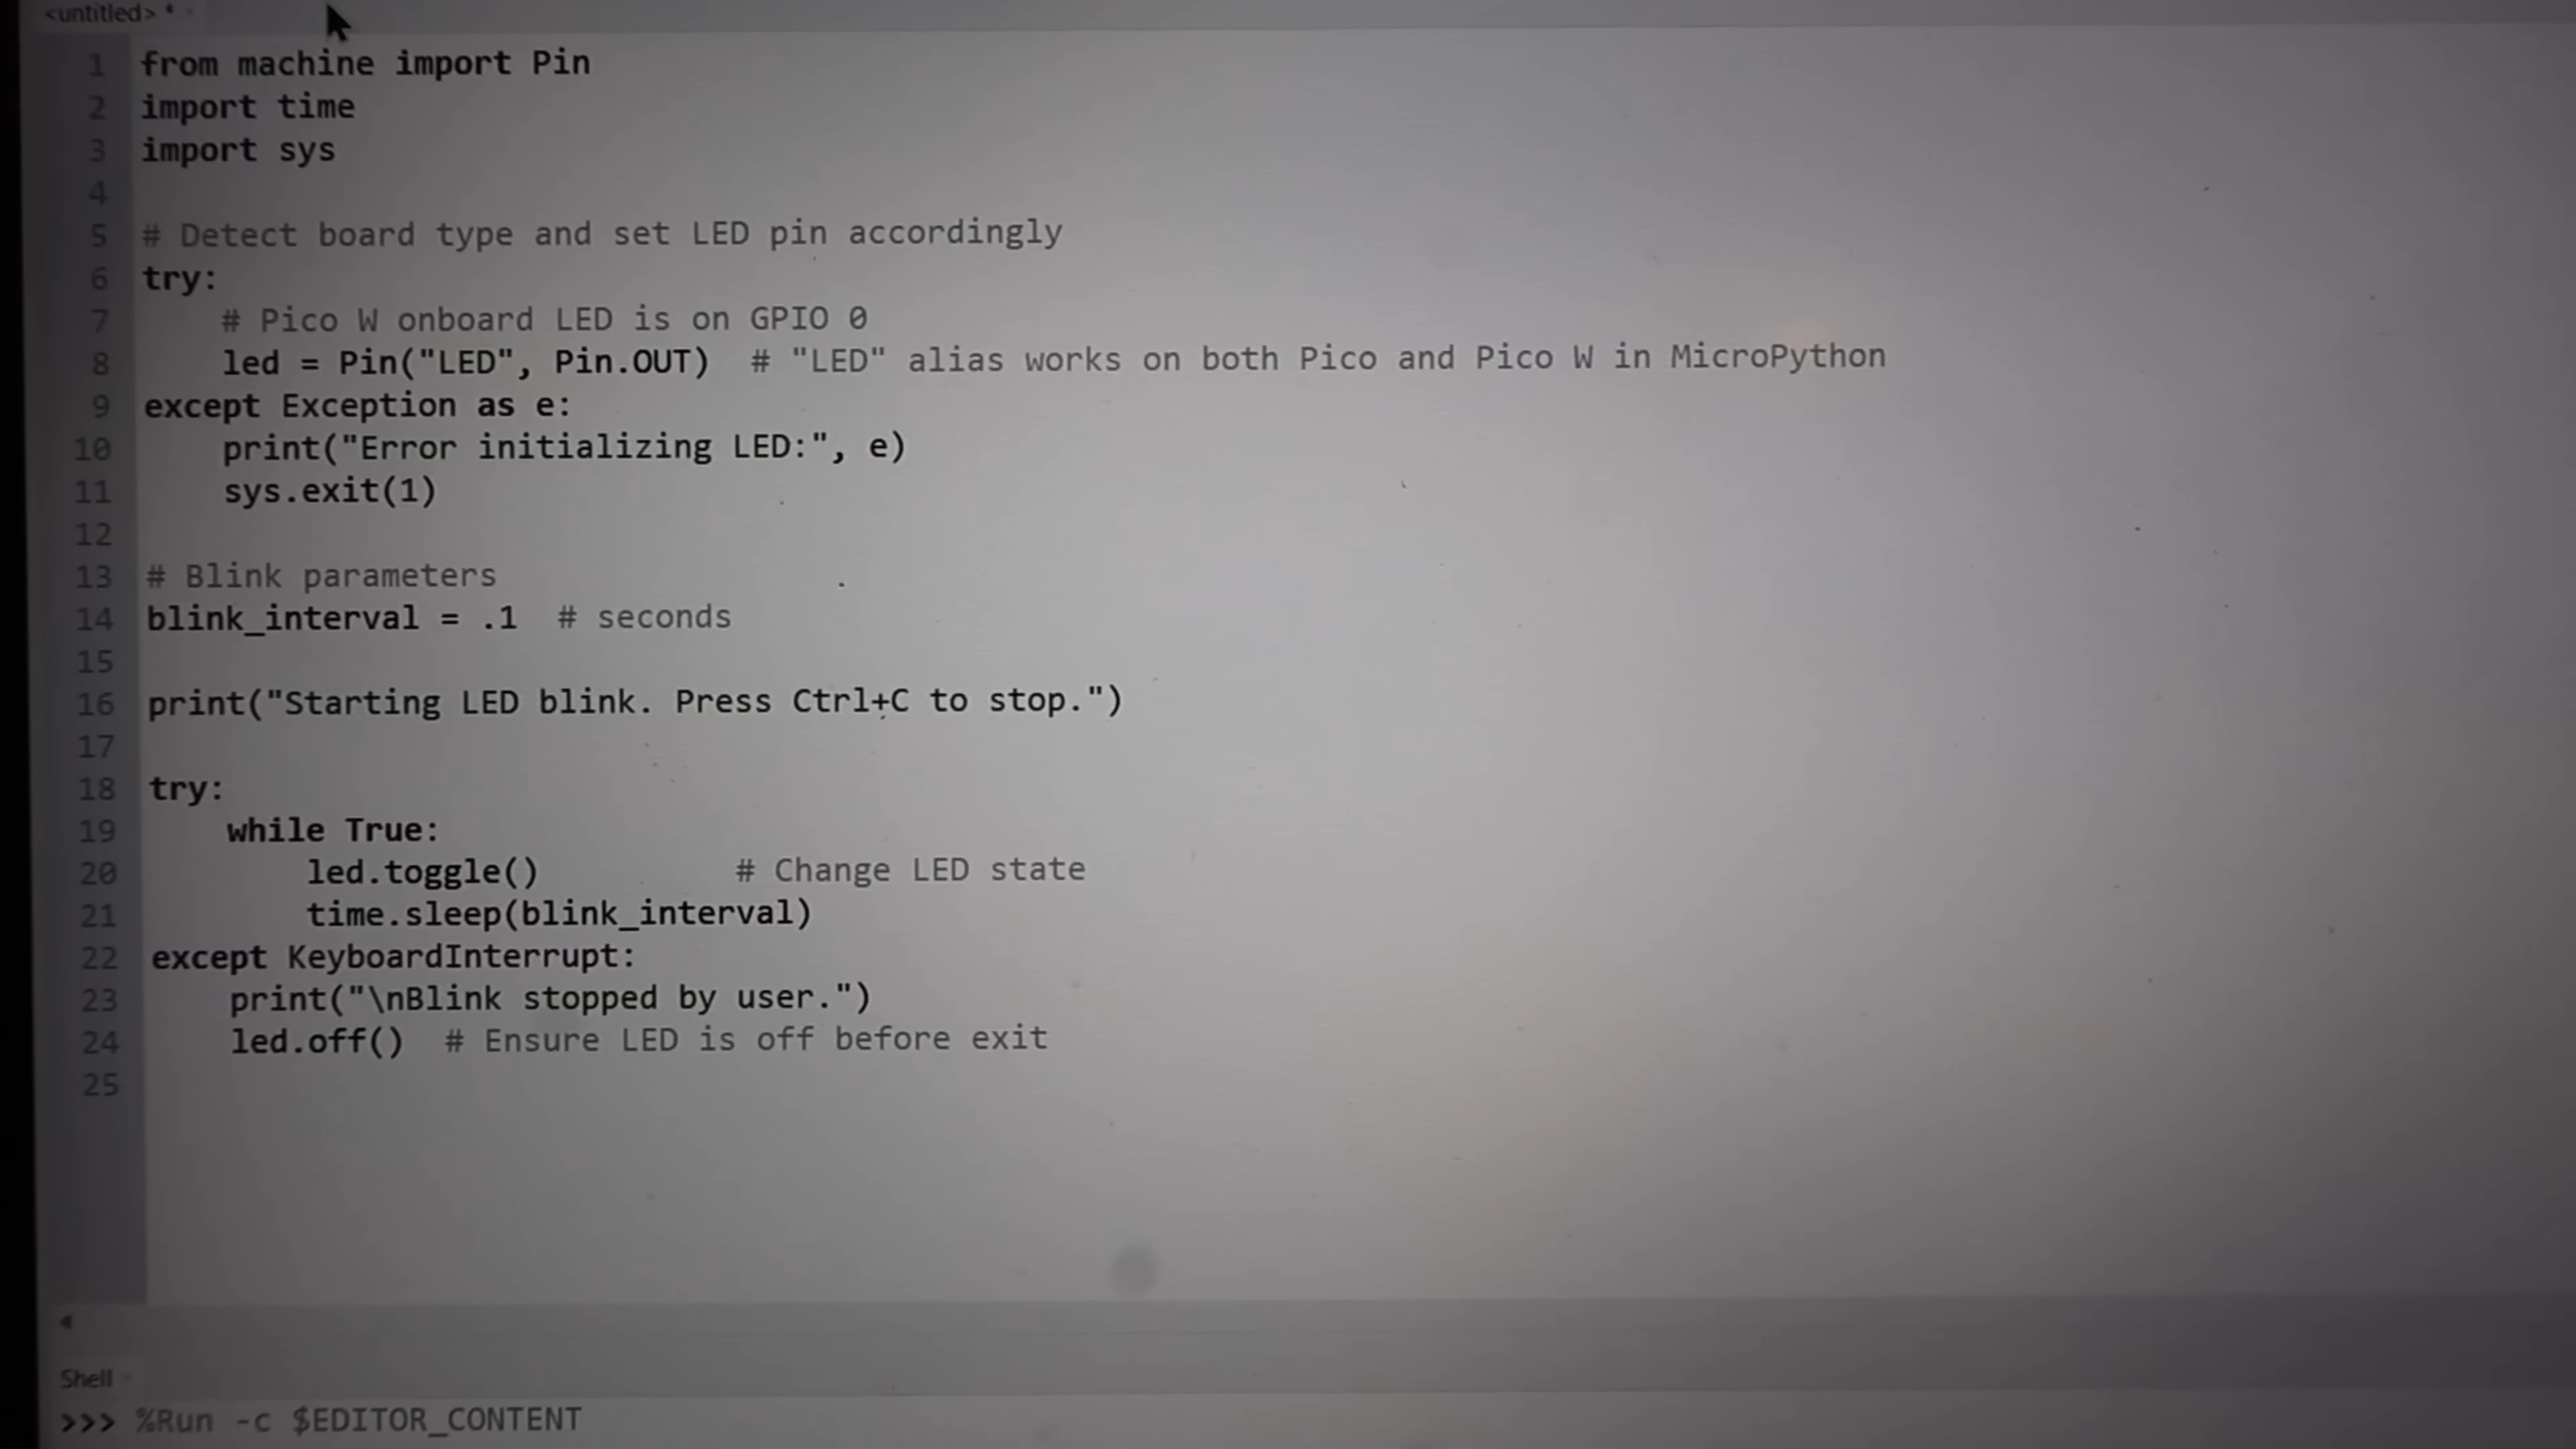 <untitled> *
1 from machine import Pin
2 import time
3 import sys
4
5 # Detect board type and set LED pin accordingly
6 try:
7     # Pico W onboard LED is on GPIO 0
8     led = Pin("LED", Pin.OUT)  # "LED" alias works on both Pico and Pico W in MicroPython
9 except Exception as e:
10     print("Error initializing LED:", e)
11     sys.exit(1)
12
13 # Blink parameters
14 blink_interval = .1  # seconds
15
16 print("Starting LED blink. Press Ctrl+C to stop.")
17
18 try:
19     while True:
20         led.toggle()          # Change LED state
21         time.sleep(blink_interval)
22 except KeyboardInterrupt:
23     print("\nBlink stopped by user.")
24     led.off()  # Ensure LED is off before exit
25
Shell
>>> %Run -c $EDITOR_CONTENT